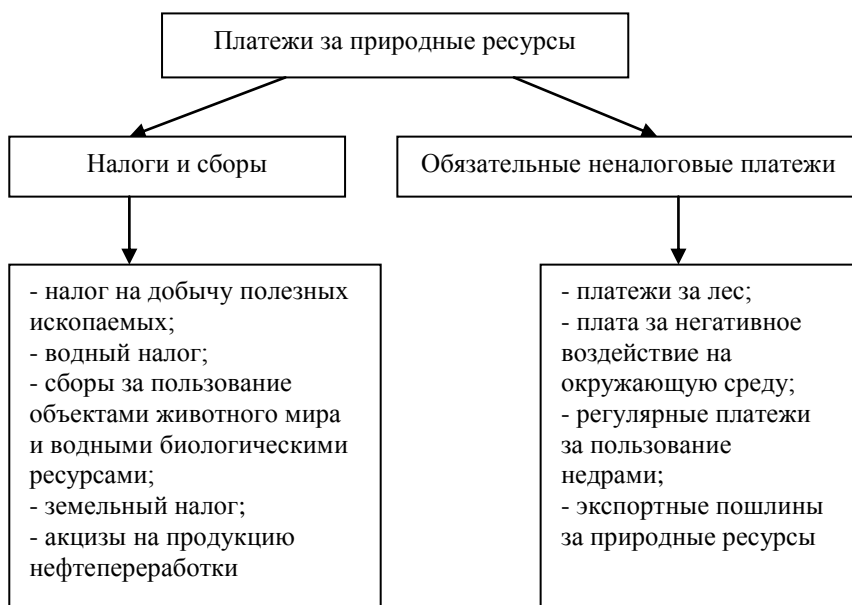 Платежи за природные ресурсы
Налоги и сборы
Обязательные неналоговые платежи
- налог на добычу полезных
ископаемых;
- водный налог;
- сборы за пользование
объектами животного мира
и водными биологическими
ресурсами;
- земельный налог;
- акцизы на продукцию
нефтепереработки
- платежи за лес;
- плата за негативное
воздействие на
окружающую среду;
- регулярные платежи
за пользование
недрами;
- экспортные пошлины
за природные ресурсы